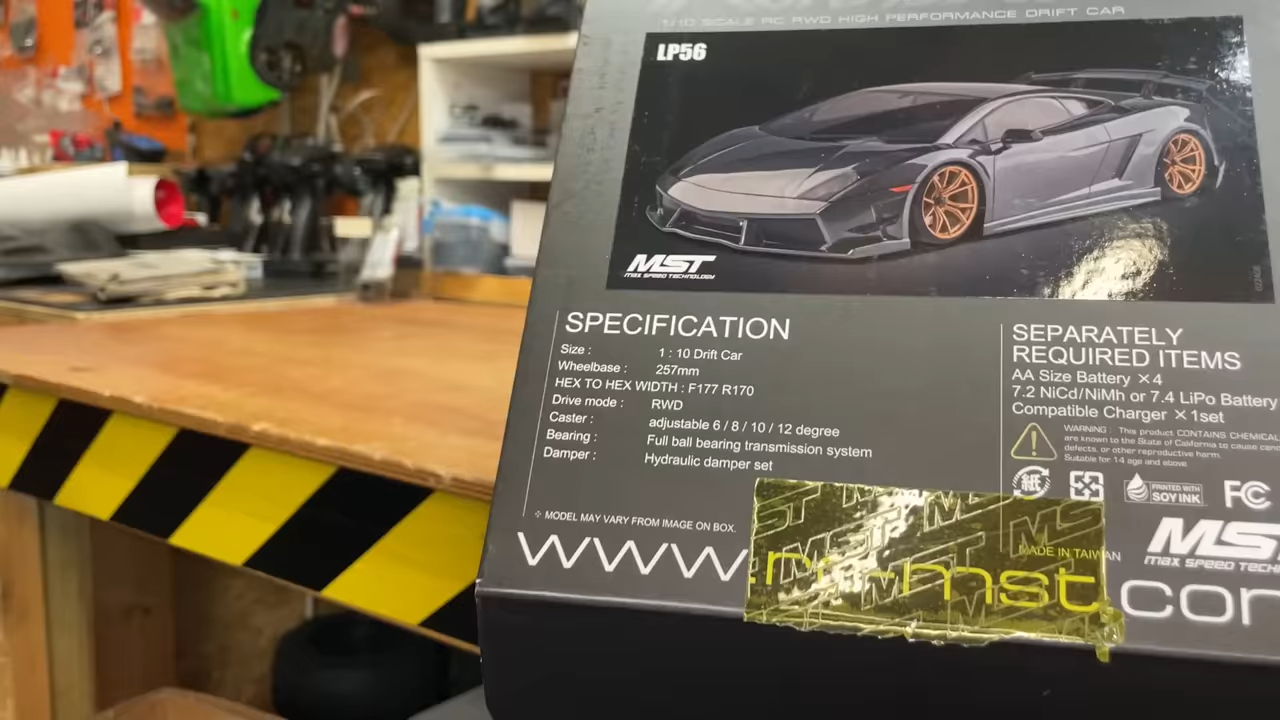 1/10 SCALE RC RWD HIGH PERFORMANCE DRIFT CAR
LP56
MST
MAX SPEED TECHNOLOGY
SPECIFICATION
Size : 1 : 10 Drift Car
Wheelbase : 257mm
HEX TO HEX WIDTH : F177 R170
Drive mode : RWD
Caster : adjustable 6 / 8 / 10 / 12 degree
Bearing : Full ball bearing transmission system
Damper : Hydraulic damper set
※ MODEL MAY VARY FROM IMAGE ON BOX.
SEPARATELY
REQUIRED ITEMS
AA Size Battery ×4
7.2 NiCd/NiMh or 7.4 LiPo Battery
Compatible Charger ×1set
WARNING : This product CONTAINS CHEMICAL
are known to the State of California to cause canc
defects, or other reproductive harm.
Suitable for 14 age and above.
紙
PRINTED WITH
SOY INK
FC
MADE IN TAIWAN
MS
MAX SPEED TECH
www.rc-mst.com